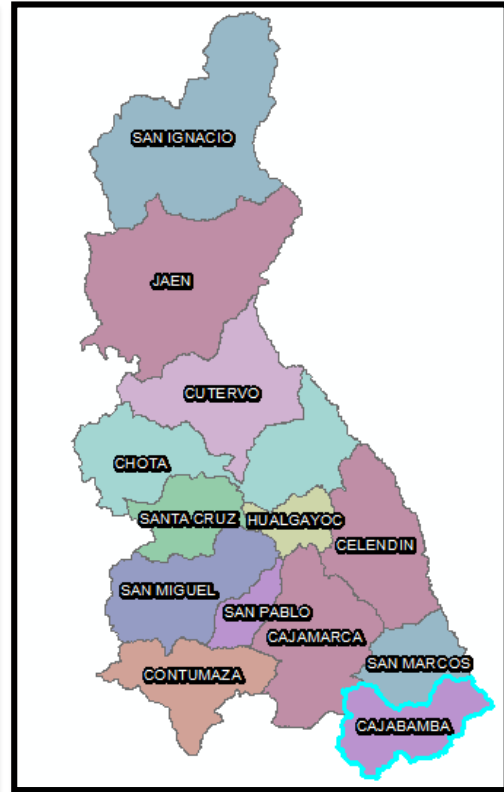 SAN IGNACIO
JAEN
CUTERVO
CHOTA
SANTA CRUZ
HUALGAYOC
CELENDIN
SAN MIGUEL
SAN PABLO
CAJAMARCA
SAN MARCOS
CONTUMAZA
CAJABAMBA